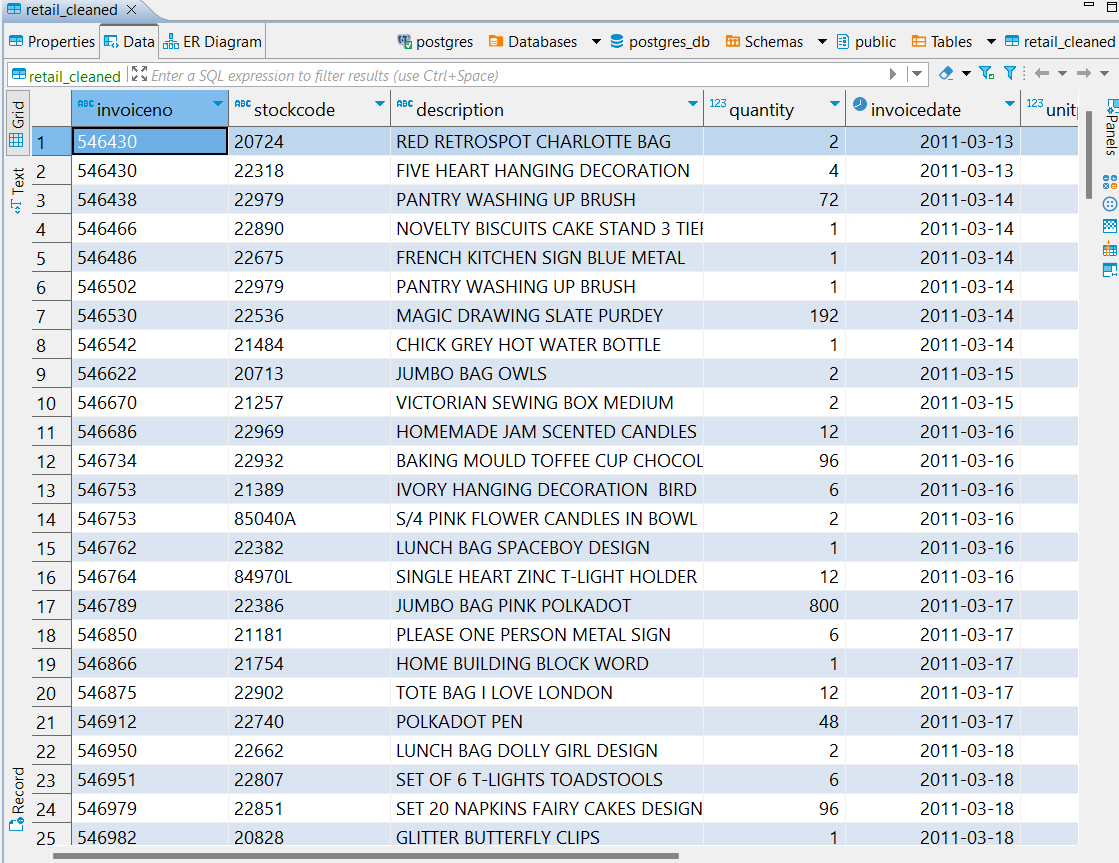 retail_cleaned
Properties Data ER Diagram postgres Databases postgres_db Schemas public Tables retail_cleaned
retail_cleaned Enter a SQL expression to filter results (use Ctrl+Space)
Grid
Text
Record
Panels
ABC invoiceno ABC stockcode ABC description 123 quantity invoicedate 123 unitp
1 546430 20724 RED RETROSPOT CHARLOTTE BAG 2 2011-03-13
2 546430 22318 FIVE HEART HANGING DECORATION 4 2011-03-13
3 546438 22979 PANTRY WASHING UP BRUSH 72 2011-03-14
4 546466 22890 NOVELTY BISCUITS CAKE STAND 3 TIER 1 2011-03-14
5 546486 22675 FRENCH KITCHEN SIGN BLUE METAL 1 2011-03-14
6 546502 22979 PANTRY WASHING UP BRUSH 1 2011-03-14
7 546530 22536 MAGIC DRAWING SLATE PURDEY 192 2011-03-14
8 546542 21484 CHICK GREY HOT WATER BOTTLE 1 2011-03-14
9 546622 20713 JUMBO BAG OWLS 2 2011-03-15
10 546670 21257 VICTORIAN SEWING BOX MEDIUM 2 2011-03-15
11 546686 22969 HOMEMADE JAM SCENTED CANDLES 12 2011-03-16
12 546734 22932 BAKING MOULD TOFFEE CUP CHOCOL 96 2011-03-16
13 546753 21389 IVORY HANGING DECORATION  BIRD 6 2011-03-16
14 546753 85040A S/4 PINK FLOWER CANDLES IN BOWL 2 2011-03-16
15 546762 22382 LUNCH BAG SPACEBOY DESIGN 1 2011-03-16
16 546764 84970L SINGLE HEART ZINC T-LIGHT HOLDER 12 2011-03-16
17 546789 22386 JUMBO BAG PINK POLKADOT 800 2011-03-17
18 546850 21181 PLEASE ONE PERSON METAL SIGN 6 2011-03-17
19 546866 21754 HOME BUILDING BLOCK WORD 1 2011-03-17
20 546875 22902 TOTE BAG I LOVE LONDON 12 2011-03-17
21 546912 22740 POLKADOT PEN 48 2011-03-17
22 546950 22662 LUNCH BAG DOLLY GIRL DESIGN 2 2011-03-18
23 546951 22807 SET OF 6 T-LIGHTS TOADSTOOLS 6 2011-03-18
24 546979 22851 SET 20 NAPKINS FAIRY CAKES DESIGN 96 2011-03-18
25 546982 20828 GLITTER BUTTERFLY CLIPS 1 2011-03-18